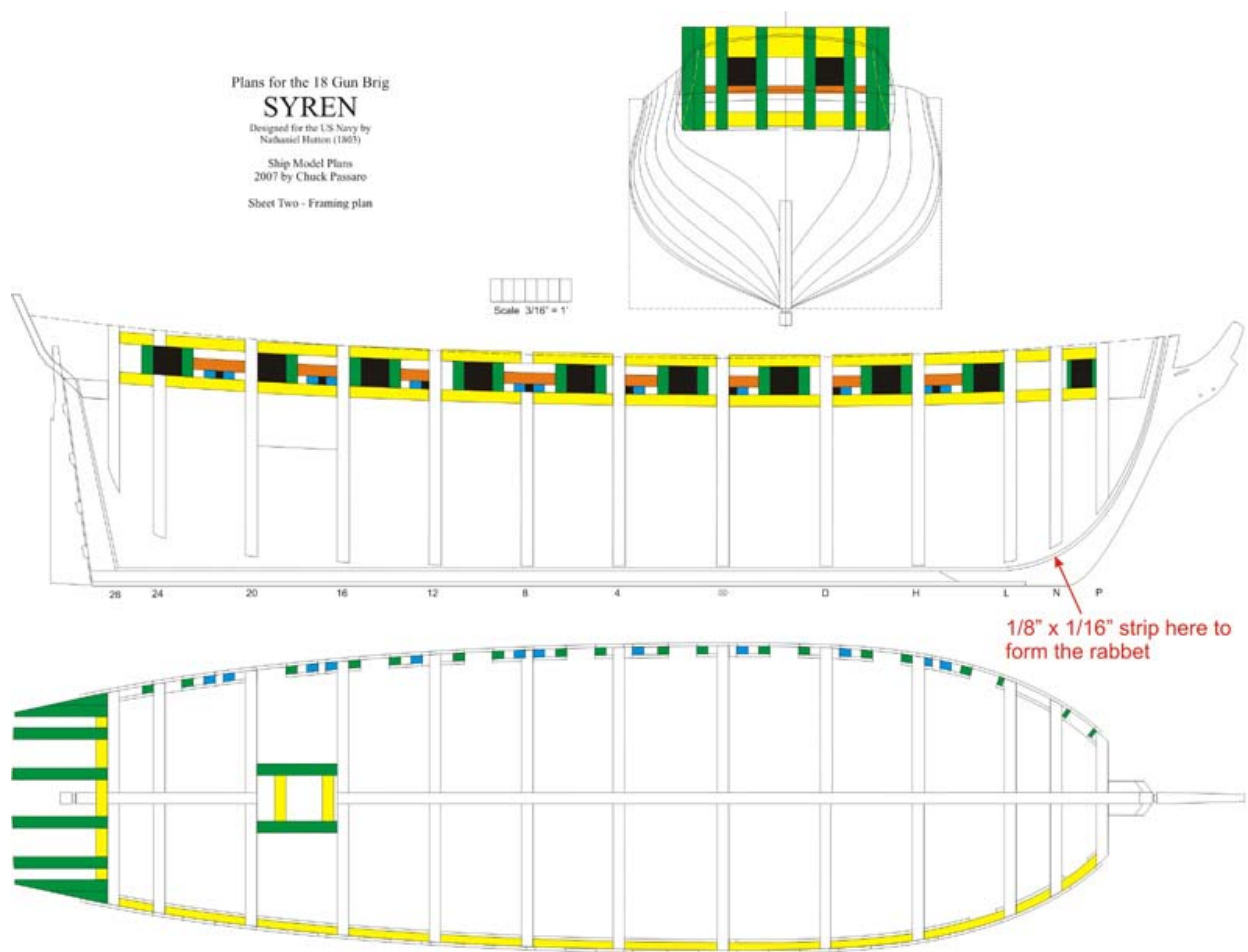 Plans for the 18 Gun Brig
SYREN
Designed for the US Navy by
Nathaniel Hutton (1803)
Ship Model Plans
2007 by Chuck Passaro
Sheet Two - Framing plan
Scale 3/16" = 1'
26 24 20 16 12 8 4 D H L N P
1/8” x 1/16” strip here to
form the rabbet